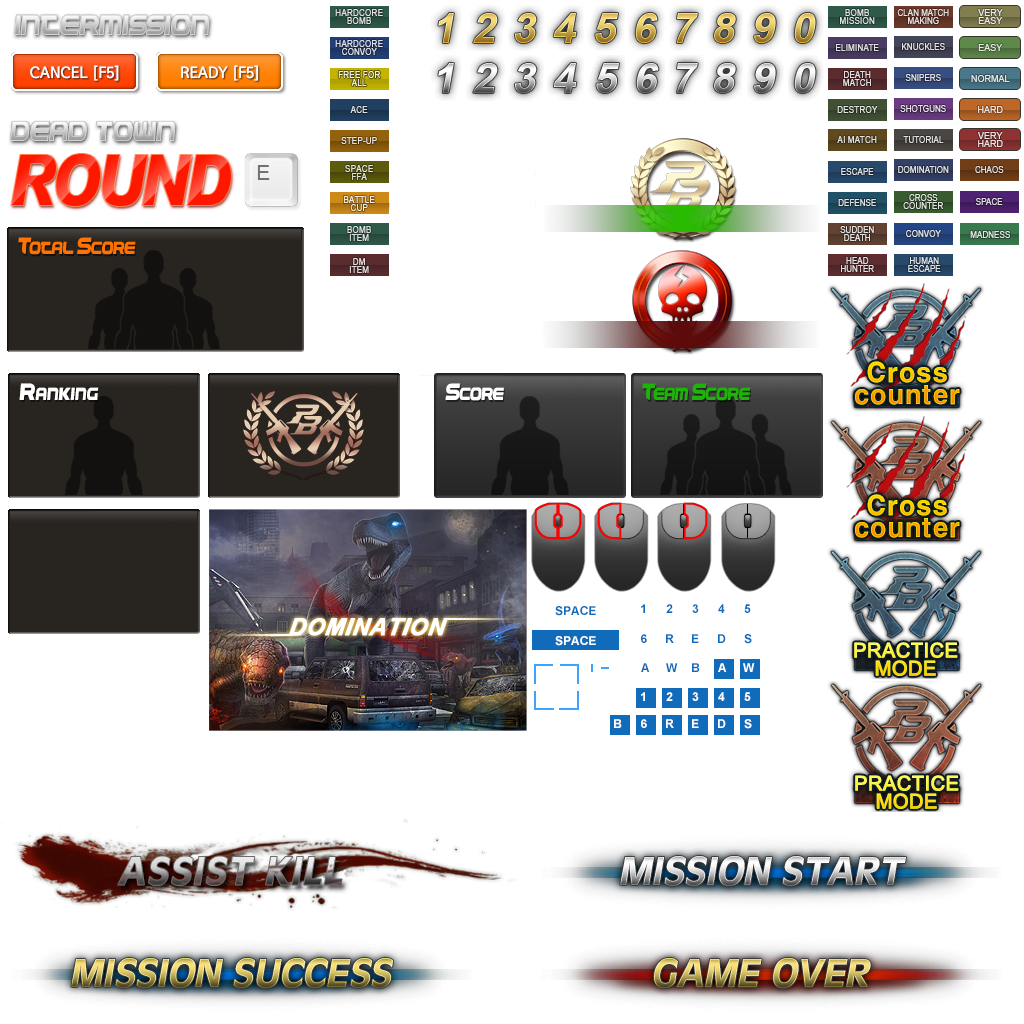 INTERMISSION
CANCEL [F5]
READY [F5]
DEAD TOWN
ROUND
E
TOTAL SCORE
HARDCORE
BOMB
HARDCORE
CONVOY
FREE FOR
ALL
ACE
STEP-UP
SPACE
FFA
BATTLE
CUP
BOMB
ITEM
DM
ITEM
1 2 3 4 5 6 7 8 9 0
1 2 3 4 5 6 7 8 9 0
PB
BOMB
MISSION
ELIMINATE
DEATH
MATCH
DESTROY
AI MATCH
ESCAPE
DEFENSE
SUDDEN
DEATH
HEAD
HUNTER
CLAN MATCH
MAKING
KNUCKLES
SNIPERS
SHOTGUNS
TUTORIAL
DOMINATION
CROSS
COUNTER
CONVOY
HUMAN
ESCAPE
VERY
EASY
EASY
NORMAL
HARD
VERY
HARD
CHAOS
SPACE
MADNESS
RANKING
PB
SCORE
TEAM SCORE
PB
Cross
counter
PB
Cross
counter
PB
PRACTICE
MODE
PB
PRACTICE
MODE
DOMINATION
SPACE
1 2 3 4 5
SPACE
6 R E D S
A W B A W
1 2 3 4 5
B 6 R E D S
ASSIST KILL
MISSION START
MISSION SUCCESS
GAME OVER